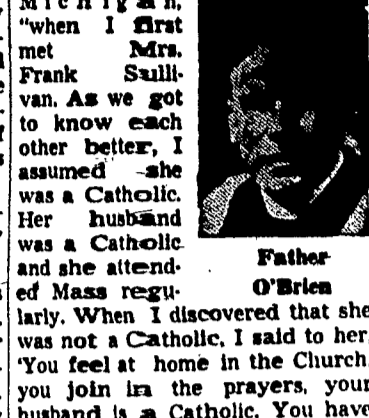 Michigan,
"when I first
met Mrs.
Frank Sulli-
van. As we got
to know each
other better, I
assumed she
was a Catholic.
Her husband
was a Catholic
and she attend-
ed Mass regu-
larly. When I discovered that she
was not a Catholic, I said to her,
'You feel at home in the Church,
you join in the prayers, your
husband is a Catholic. You have
Father
O'Brien